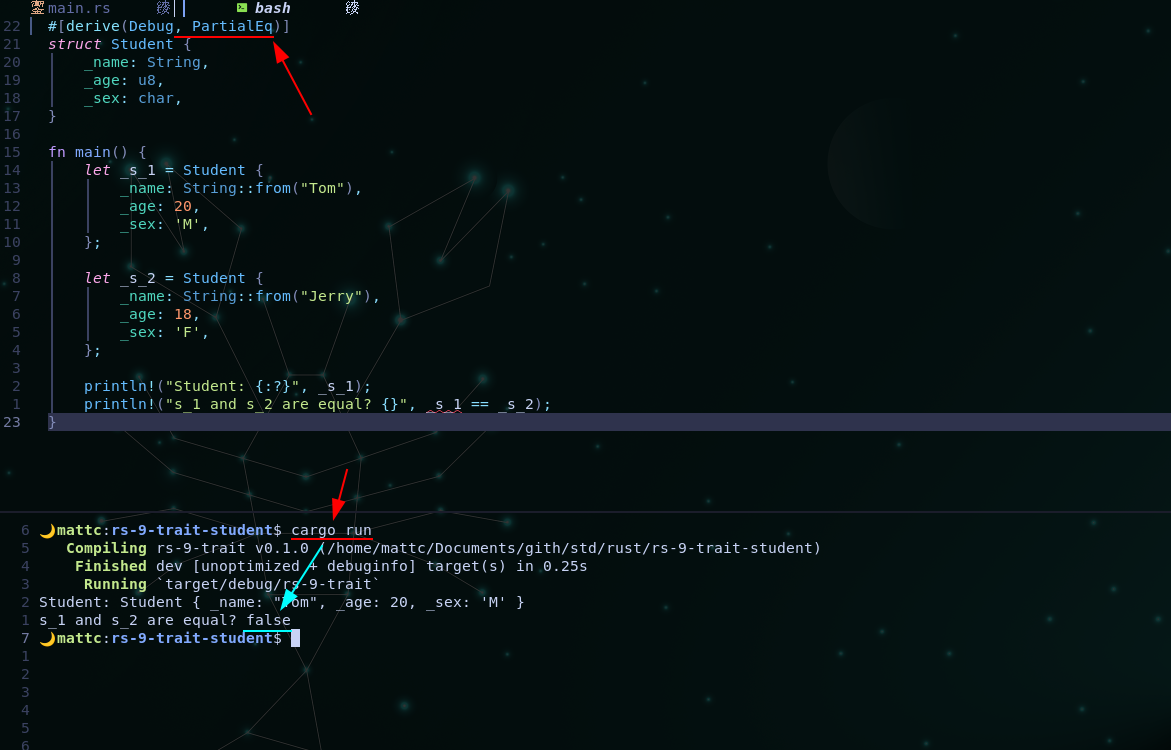 main.rs bash
22 #[derive(Debug, PartialEq)]
21 struct Student {
20 _name: String,
19 _age: u8,
18 _sex: char,
17 }
16
15 fn main() {
14 let _s_1 = Student {
13 _name: String::from("Tom"),
12 _age: 20,
11 _sex: 'M',
10 };
9
8 let _s_2 = Student {
7 _name: String::from("Jerry"),
6 _age: 18,
5 _sex: 'F',
4 };
3
2 println!("Student: {:?}", _s_1);
1 println!("s_1 and s_2 are equal? {}", _s_1 == _s_2);
23 }
6 mattc:rs-9-trait-student$ cargo run
5 Compiling rs-9-trait v0.1.0 (/home/mattc/Documents/gith/std/rust/rs-9-trait-student)
4 Finished dev [unoptimized + debuginfo] target(s) in 0.25s
3 Running `target/debug/rs-9-trait`
2 Student: Student { _name: "Tom", _age: 20, _sex: 'M' }
1 s_1 and s_2 are equal? false
7 mattc:rs-9-trait-student$
1
2
3
4
5
6